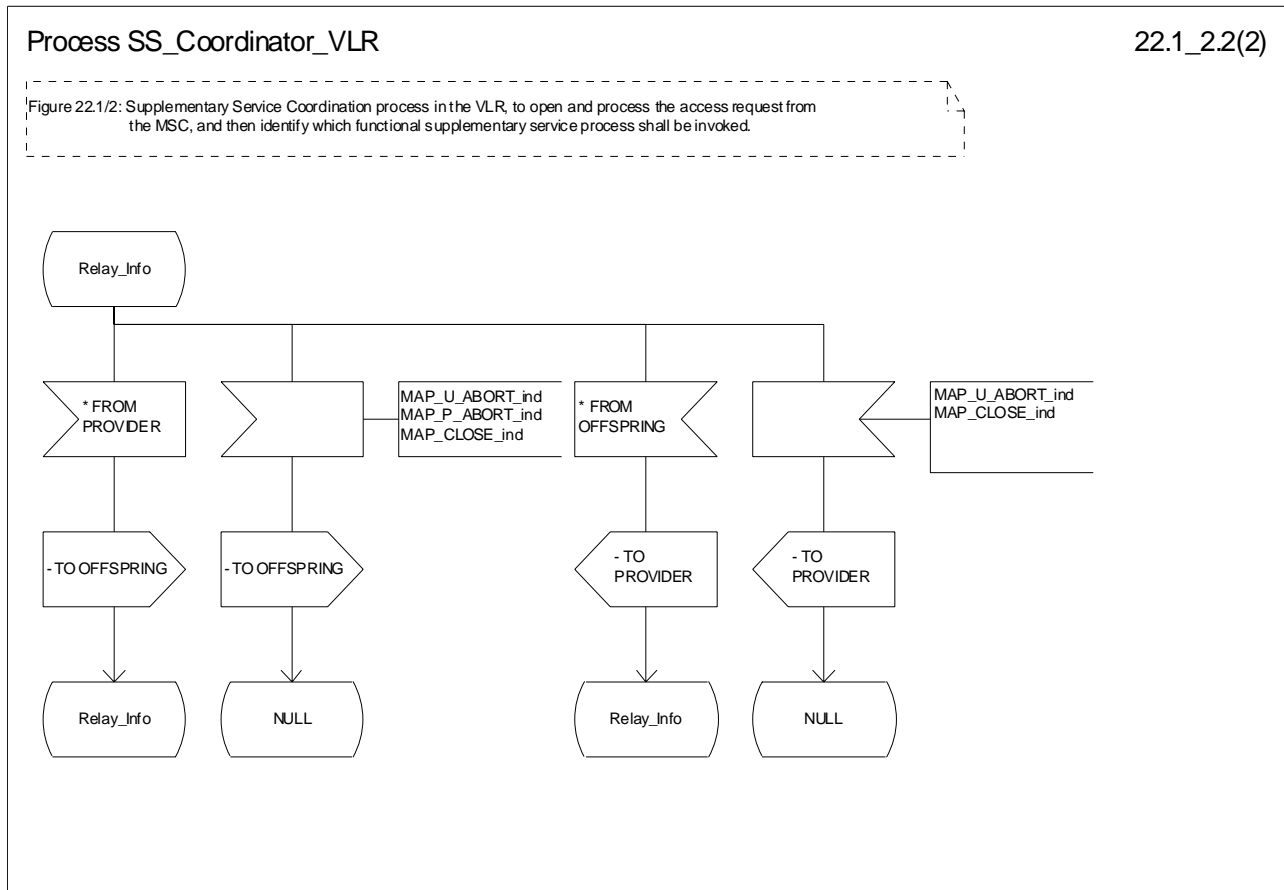 Process SS_Coordinator_VLR
22.1_2.2(2)
Figure 22.1/2: Supplementary Service Coordination process in the VLR, to open and process the access request from
the MSC, and then identify which functional supplementary service process shall be invoked.
Relay_Info
* FROM
PROVIDER
MAP_U_ABORT_ind
MAP_P_ABORT_ind
MAP_CLOSE_ind
* FROM
OFFSPRING
MAP_U_ABORT_ind
MAP_CLOSE_ind
- TO OFFSPRING
- TO OFFSPRING
- TO
PROVIDER
- TO
PROVIDER
Relay_Info
NULL
Relay_Info
NULL